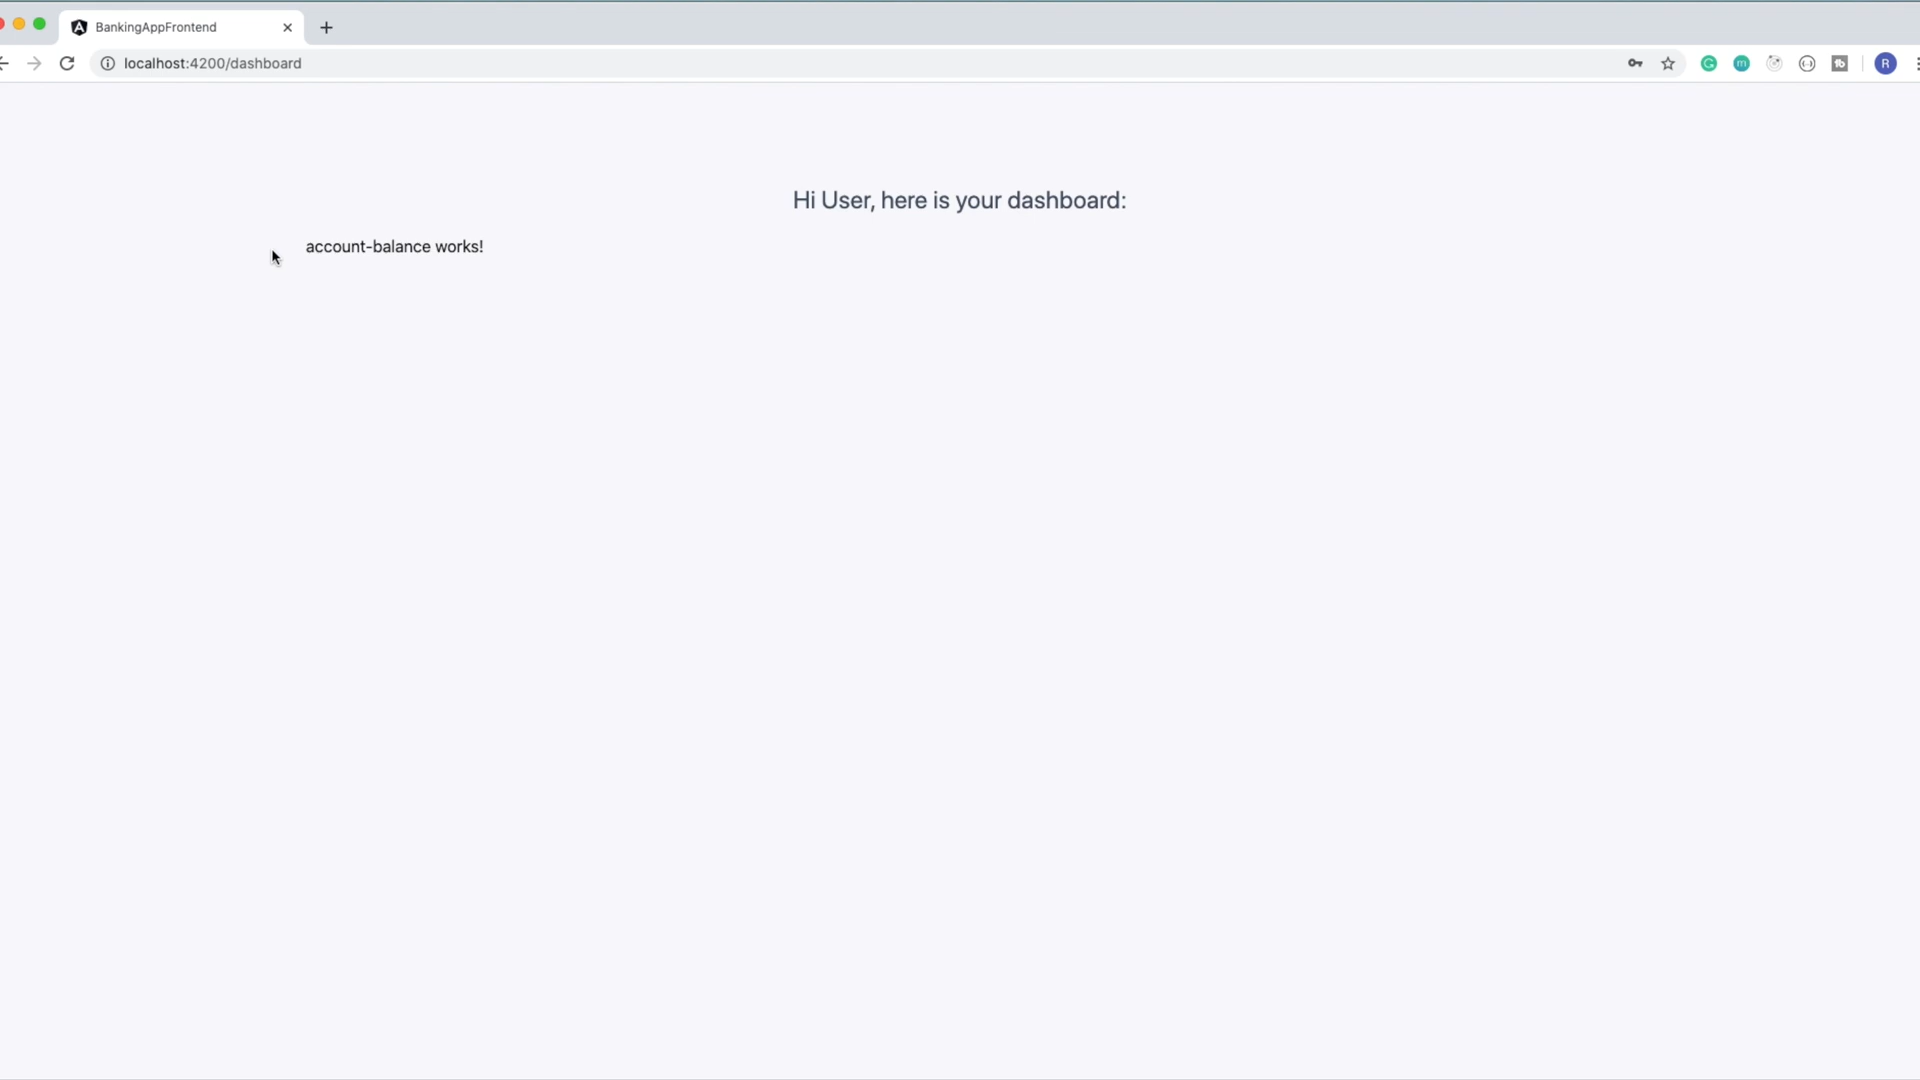 BankingAppFrontend
localhost:4200/dashboard
R
Hi User, here is your dashboard:
account-balance works!